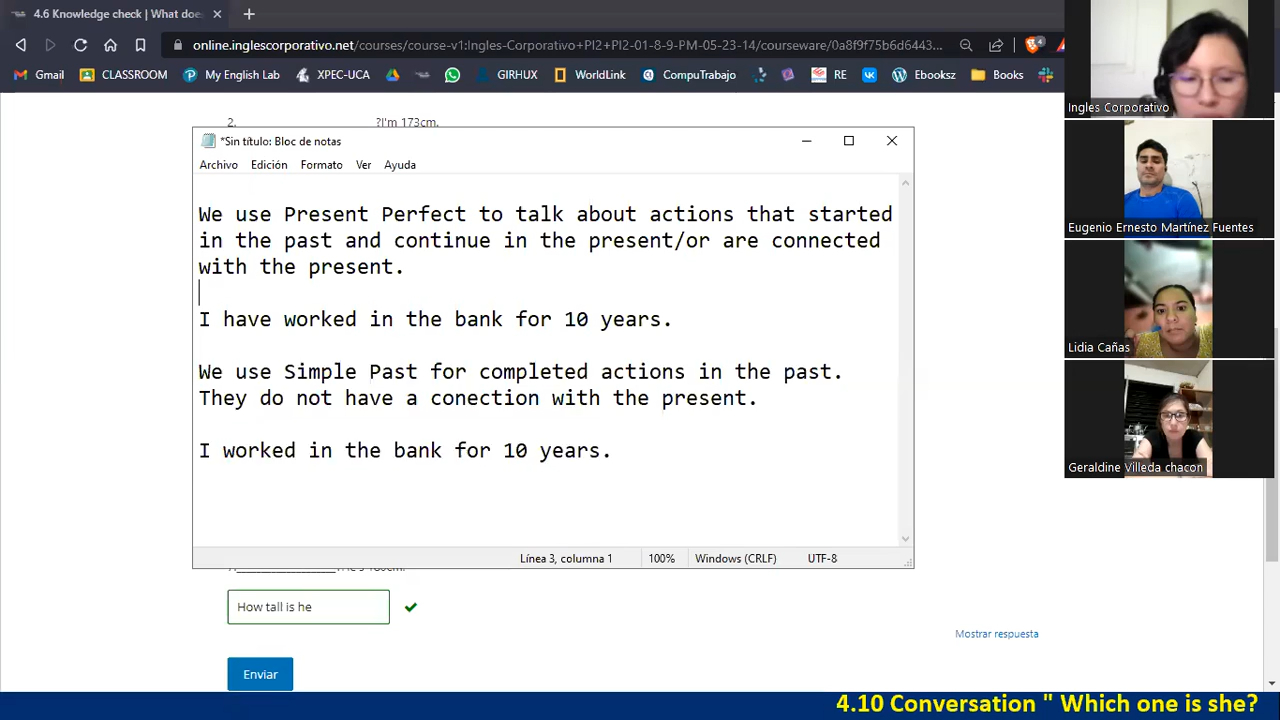 4.6 Knowledge check | What doe
online.inglescorporativo.net/courses/course-v1:Ingles-Corporativo+PI2+PI2-01-8-9-PM-05-23-14/courseware/0a8f9f75b6d6443...
4
Gmail CLASSROOM My English Lab XPEC-UCA GIRHUX WorldLink CompuTrabajo RE WordPress Ebooksz Books
2. ?I'm 173cm.
*Sin título: Bloc de notas
Archivo Edición Formato Ver Ayuda
We use Present Perfect to talk about actions that started
in the past and continue in the present/or are connected
with the present.
I have worked in the bank for 10 years.
We use Simple Past for completed actions in the past.
They do not have a conection with the present.
I worked in the bank for 10 years.
Línea 3, columna 1 100% Windows (CRLF) UTF-8
How tall is he
Mostrar respuesta
Enviar
Ingles Corporativo
Eugenio Ernesto Martínez Fuentes
Lidia Cañas
Geraldine Villeda chacon
4.10 Conversation " Which one is she?